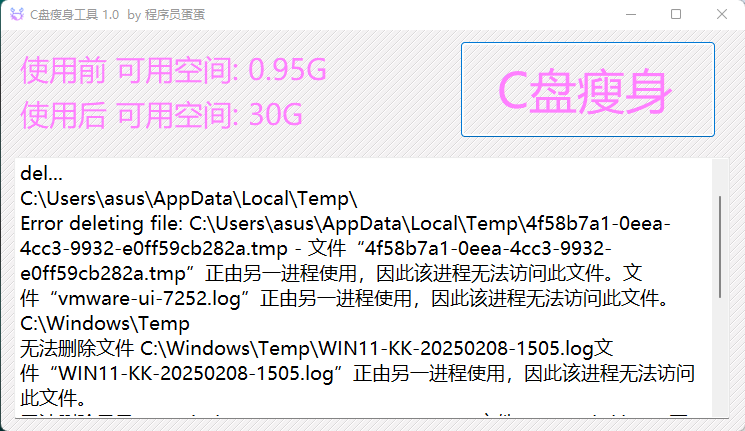 C盘瘦身工具 1.0 by 程序员蛋蛋
使用前 可用空间: 0.95G
使用后 可用空间: 30G
C盘瘦身
del...
C:\Users\asus\AppData\Local\Temp\
Error deleting file: C:\Users\asus\AppData\Local\Temp\4f58b7a1-0eea-
4cc3-9932-e0ff59cb282a.tmp - 文件“4f58b7a1-0eea-4cc3-9932-
e0ff59cb282a.tmp”正由另一进程使用，因此该进程无法访问此文件。文
件“vmware-ui-7252.log”正由另一进程使用，因此该进程无法访问此文件。
C:\Windows\Temp
无法删除文件 C:\Windows\Temp\WIN11-KK-20250208-1505.log文
件“WIN11-KK-20250208-1505.log”正由另一进程使用，因此该进程无法访问
此文件。